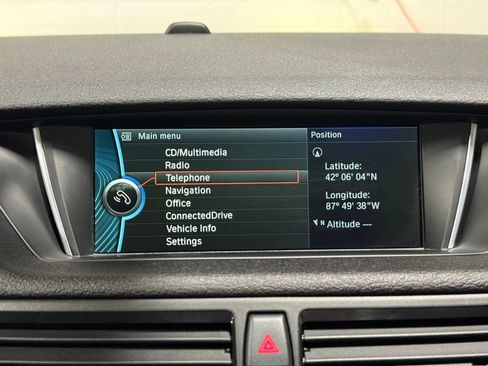 Main menu
CD/Multimedia
Radio
Telephone
Navigation
Office
ConnectedDrive
Vehicle Info
Settings
Position
Latitude:
42° 06' 04"N
Longitude:
87° 49' 38"W
N Altitude ---